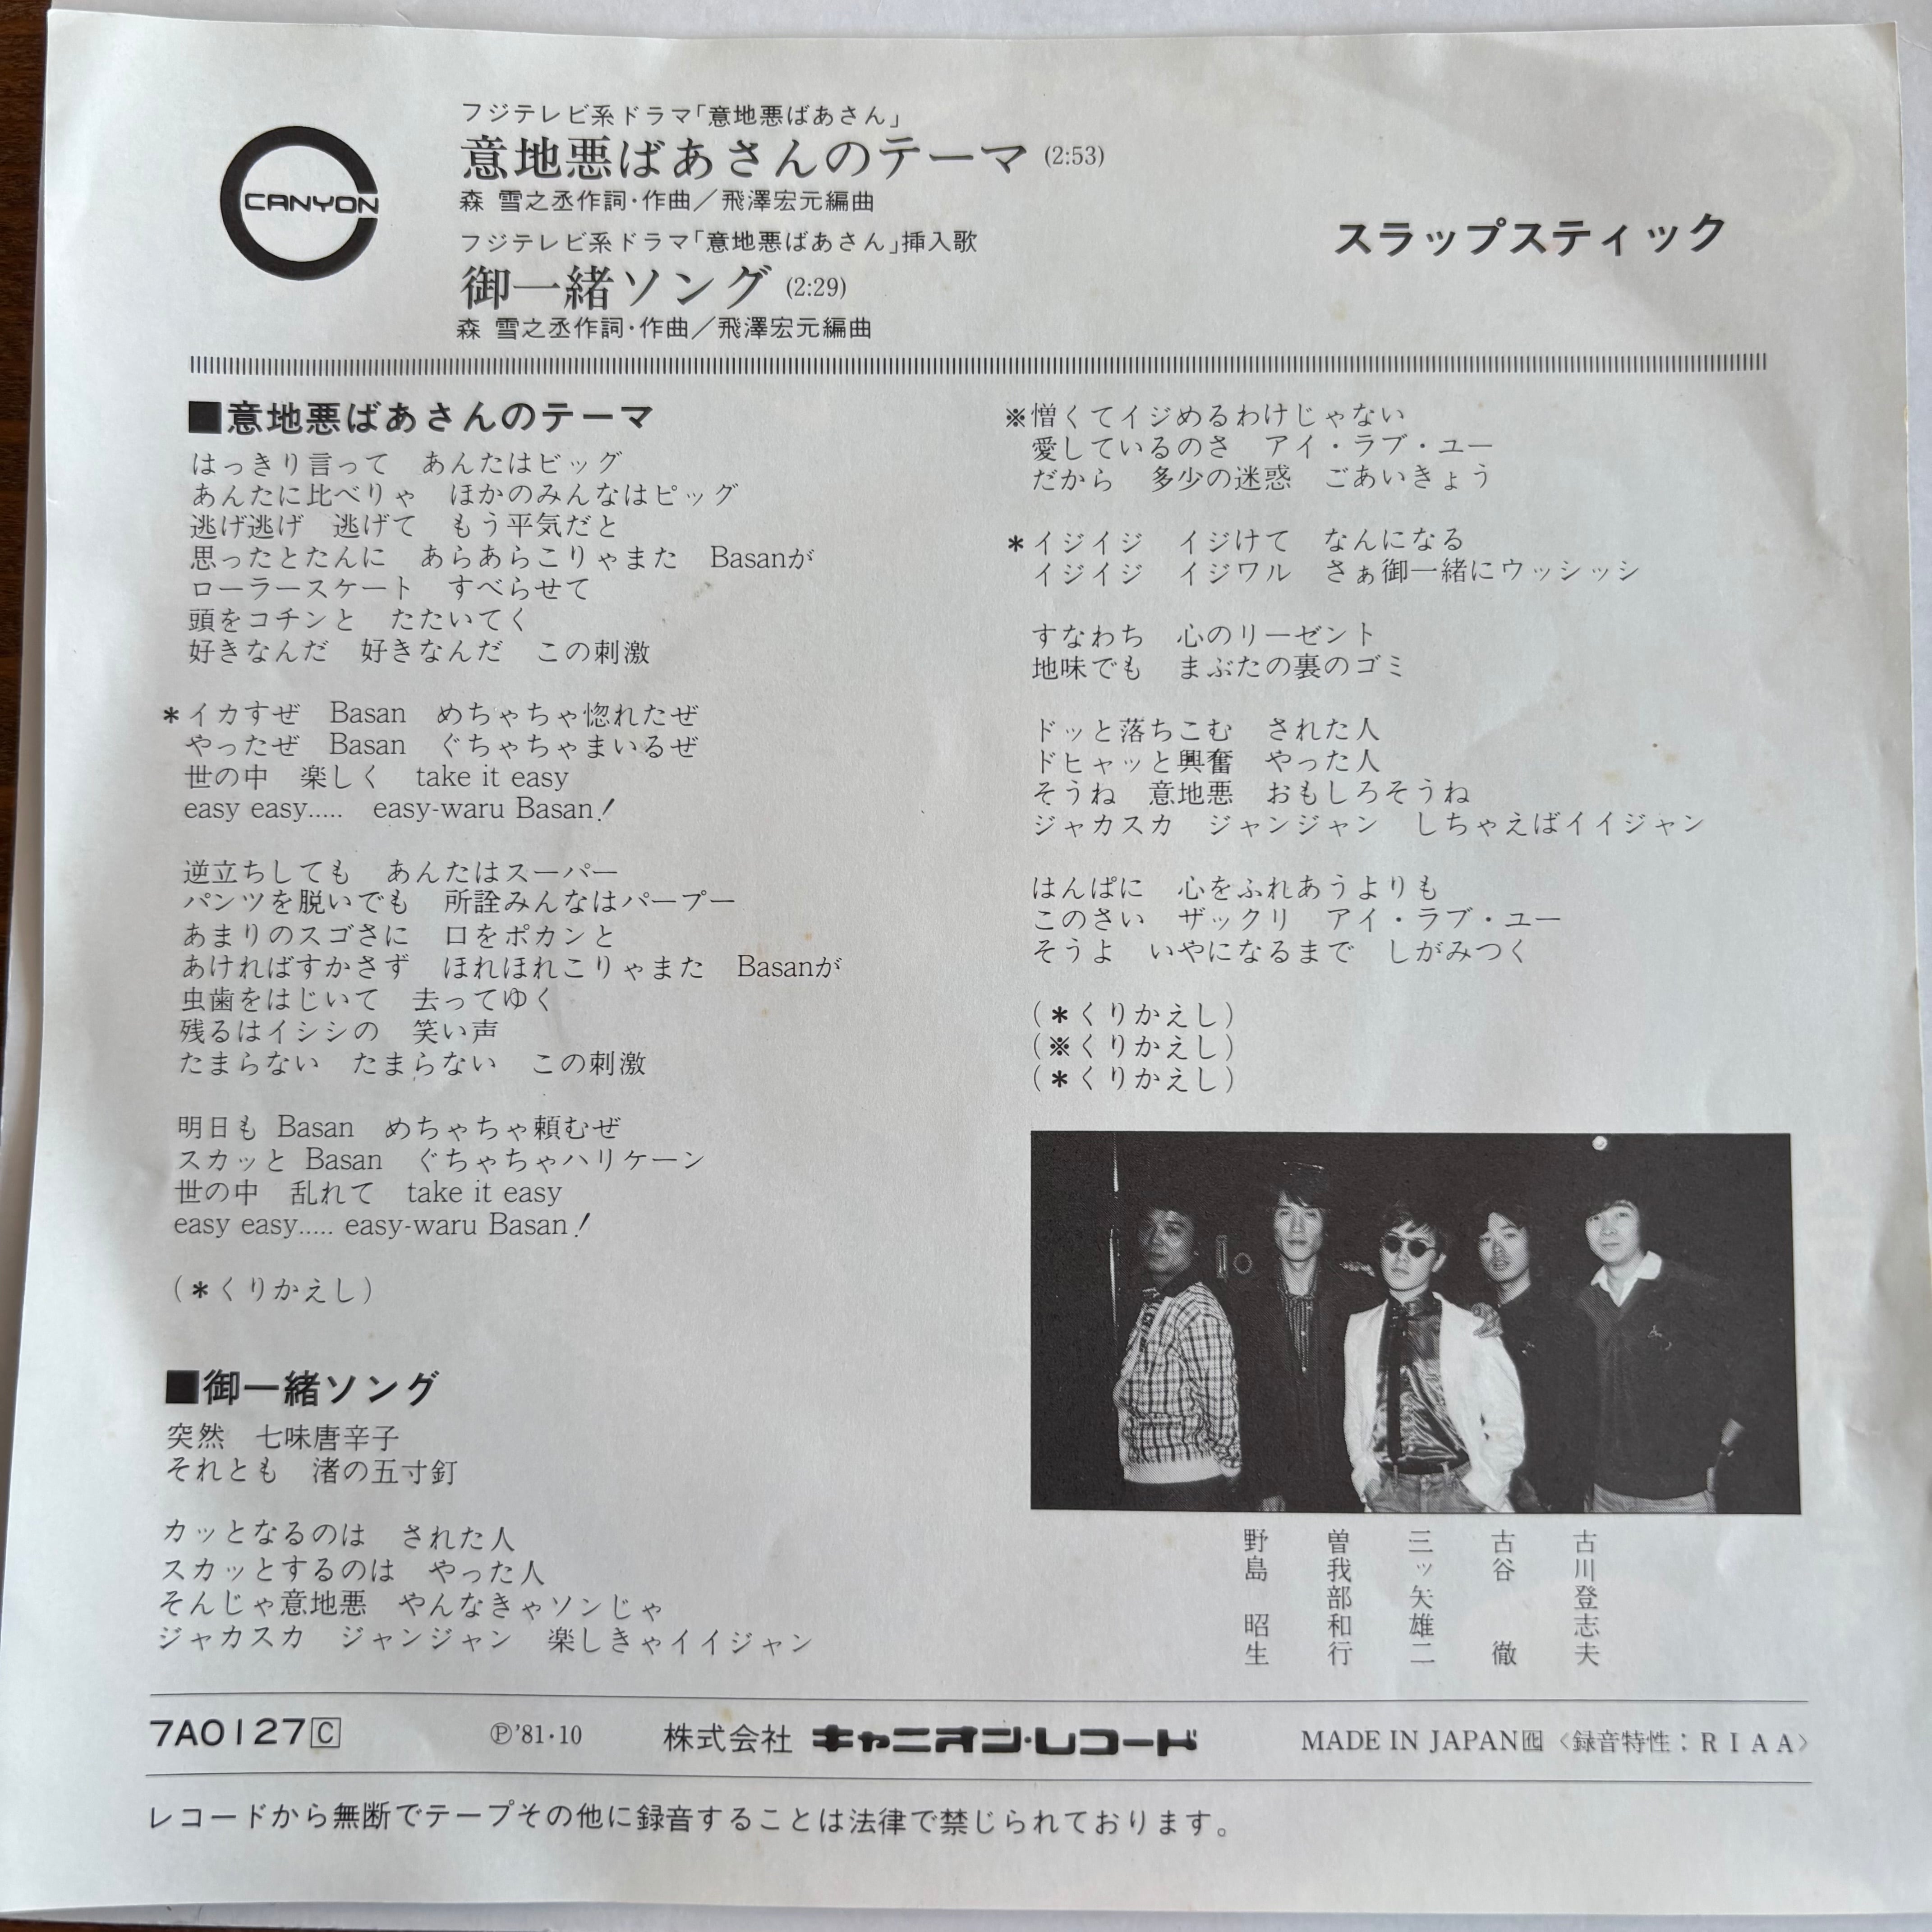 CANYON
フジテレビ系ドラマ「意地悪ばあさん」
意地悪ばあさんのテーマ (2:53)
森 雪之丞作詞・作曲／飛澤宏元編曲
フジテレビ系ドラマ「意地悪ばあさん」挿入歌
御一緒ソング (2:29)
森 雪之丞作詞・作曲／飛澤宏元編曲
スラップスティック
■意地悪ばあさんのテーマ
はっきり言って　あんたはビッグ
あんたに比べりゃ　ほかのみんなはピッグ
逃げ逃げ　逃げて　もう平気だと
思ったとたんに　あらあらこりゃまた　Basanが
ローラースケート　すべらせて
頭をコチンと　たたいてく
好きなんだ　好きなんだ　この刺激
＊イカすぜ　Basan　めちゃちゃ惚れたぜ
やったぜ　Basan　ぐちゃちゃまいるぜ
世の中　楽しく　take it easy
easy easy.....　easy-waru Basan！
逆立ちしても　あんたはスーパー
パンツを脱いでも　所詮みんなはパープー
あまりのスゴさに　口をポカンと
あければすかさず　ほれほれこりゃまた　Basanが
虫歯をはじいて　去ってゆく
残るはイシシの　笑い声
たまらない　たまらない　この刺激
明日も Basan　めちゃちゃ頼むぜ
スカッと Basan　ぐちゃちゃハリケーン
世の中　乱れて　take it easy
easy easy..... easy-waru Basan！
（＊くりかえし）
■御一緒ソング
突然　七味唐辛子
それとも　渚の五寸釘
カッとなるのは　された人
スカッとするのは　やった人
そんじゃ意地悪　やんなきゃソンじゃ
ジャカスカ　ジャンジャン　楽しきゃイイジャン
※憎くてイジめるわけじゃない
愛しているのさ　アイ・ラブ・ユー
だから　多少の迷惑　ごあいきょう
＊イジイジ　イジけて　なんになる
イジイジ　イジワル　さぁ御一緒にウッシッシ
すなわち　心のリーゼント
地味でも　まぶたの裏のゴミ
ドッと落ちこむ　された人
ドヒャッと興奮　やった人
そうね　意地悪　おもしろそうね
ジャカスカ　ジャンジャン　しちゃえばイイジャン
はんぱに　心をふれあうよりも
このさい　ザックリ　アイ・ラブ・ユー
そうよ　いやになるまで　しがみつく
（＊くりかえし）
（※くりかえし）
（＊くりかえし）
野島　昭生
曽我部和行
三ッ矢雄二
古谷　徹
古川登志夫
7A0127 C
Ⓟ'81・10
株式会社 キャニオン・レコード
MADE IN JAPAN 〈録音特性：ＲＩＡＡ〉
レコードから無断でテープその他に録音することは法律で禁じられております。